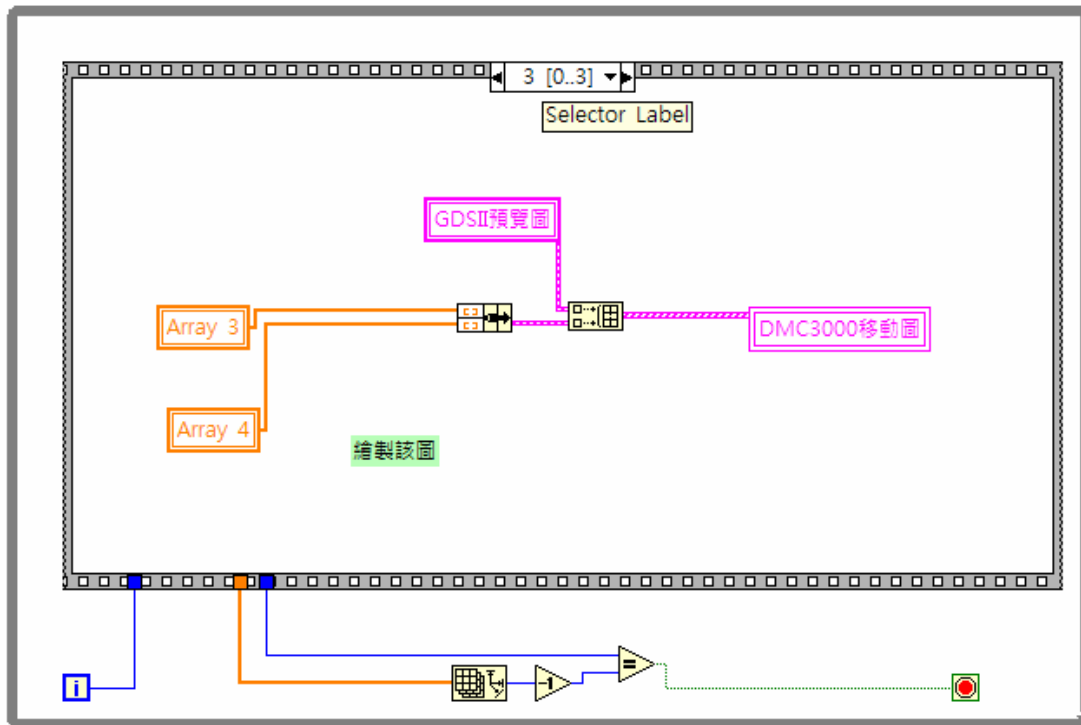 3 [0..3]
Selector Label
GDSII預覽圖
Array 3
DMC3000移動圖
Array 4
繪製該圖
i
-1
=